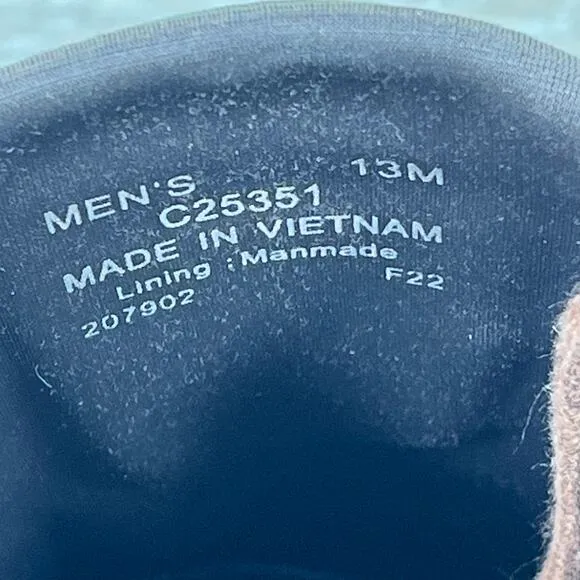 MEN'S 13M
C25351
MADE IN VIETNAM
Lining : Manmade
207902 F22